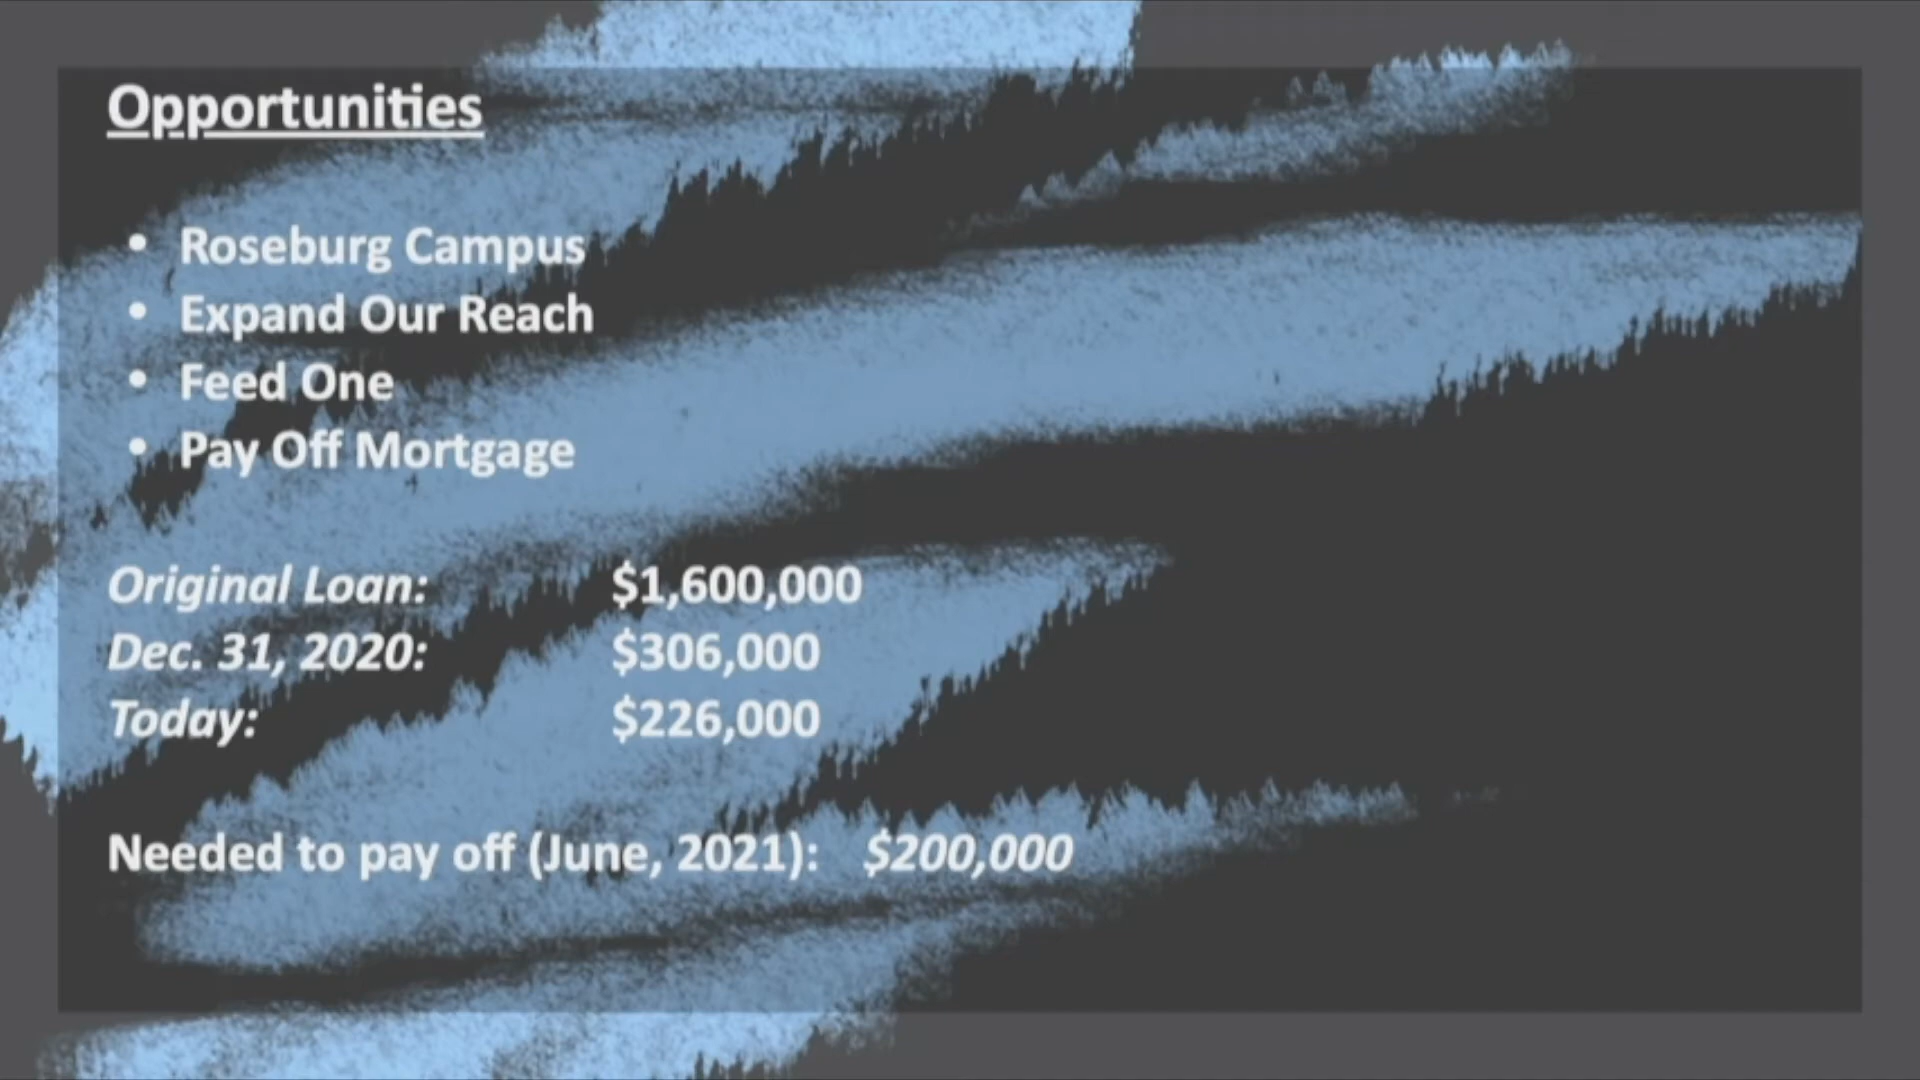 Opportunities
• Roseburg Campus
• Expand Our Reach
• Feed One
• Pay Off Mortgage
Original Loan: $1,600,000
Dec. 31, 2020: $306,000
Today: $226,000
Needed to pay off (June, 2021): $200,000